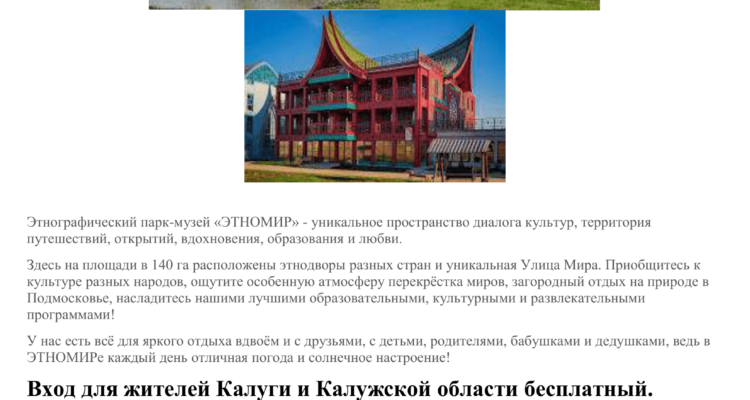 Этнографический парк-музей «ЭТНОМИР» - уникальное пространство диалога культур, территория
путешествий, открытий, вдохновения, образования и любви.
Здесь на площади в 140 га расположены этнодворы разных стран и уникальная Улица Мира. Приобщитесь к
культуре разных народов, ощутите особенную атмосферу перекрёстка миров, загородный отдых на природе в
Подмосковье, насладитесь нашими лучшими образовательными, культурными и развлекательными
программами!
У нас есть всё для яркого отдыха вдвоём и с друзьями, с детьми, родителями, бабушками и дедушками, ведь в
ЭТНОМИРе каждый день отличная погода и солнечное настроение!
Вход для жителей Калуги и Калужской области бесплатный.